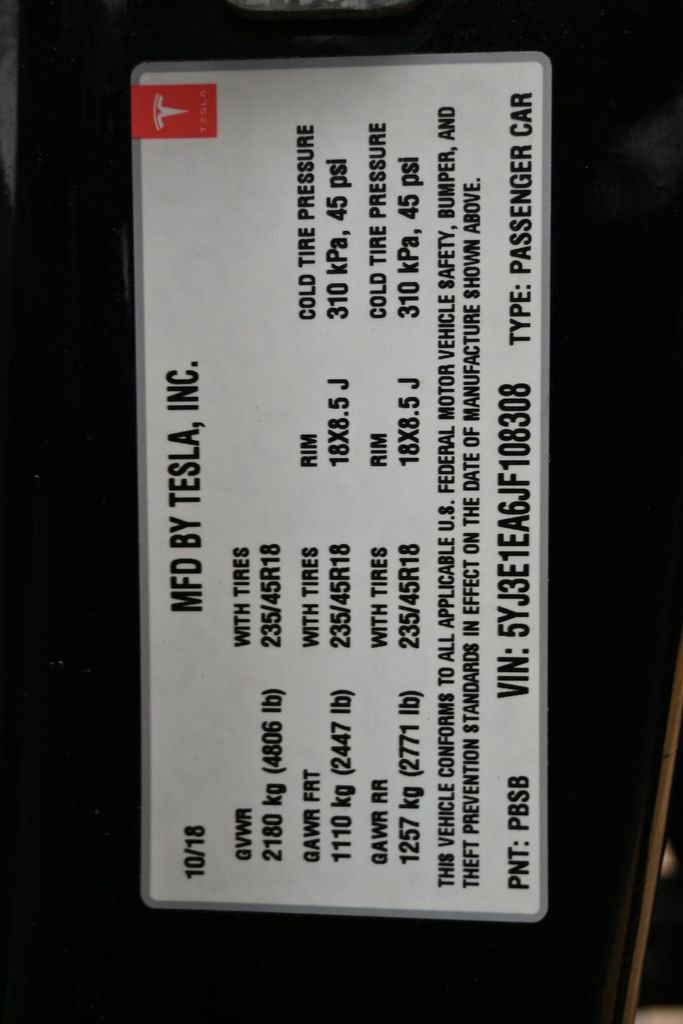 TESLA
10/18 MFD BY TESLA, INC.
GVWR WITH TIRES
2180 kg (4806 lb) 235/45R18
GAWR FRT WITH TIRES RIM COLD TIRE PRESSURE
1110 kg (2447 lb) 235/45R18 18X8.5 J 310 kPa, 45 psi
GAWR RR WITH TIRES RIM COLD TIRE PRESSURE
1257 kg (2771 lb) 235/45R18 18X8.5 J 310 kPa, 45 psi
THIS VEHICLE CONFORMS TO ALL APPLICABLE U.S. FEDERAL MOTOR VEHICLE SAFETY, BUMPER, AND
THEFT PREVENTION STANDARDS IN EFFECT ON THE DATE OF MANUFACTURE SHOWN ABOVE.
PNT: PBSB VIN: 5YJ3E1EA6JF108308 TYPE: PASSENGER CAR